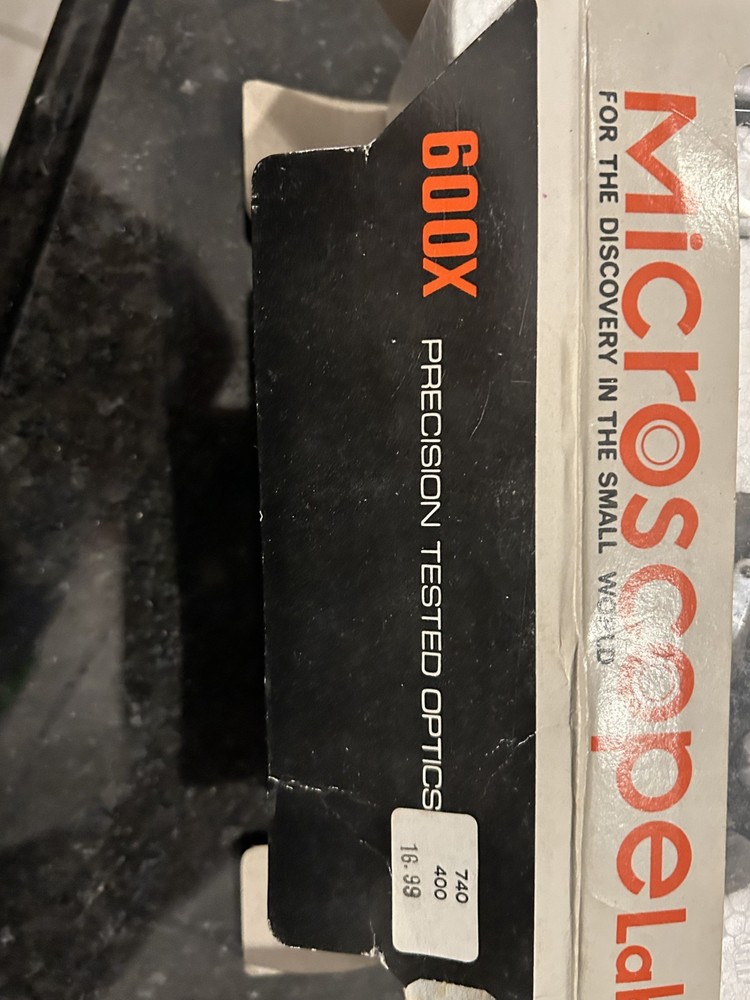 MicroscopeLab
FOR THE DISCOVERY iN THE SMALL WORLD
600X PRECISION TESTED OPTICS
740
400
16.99